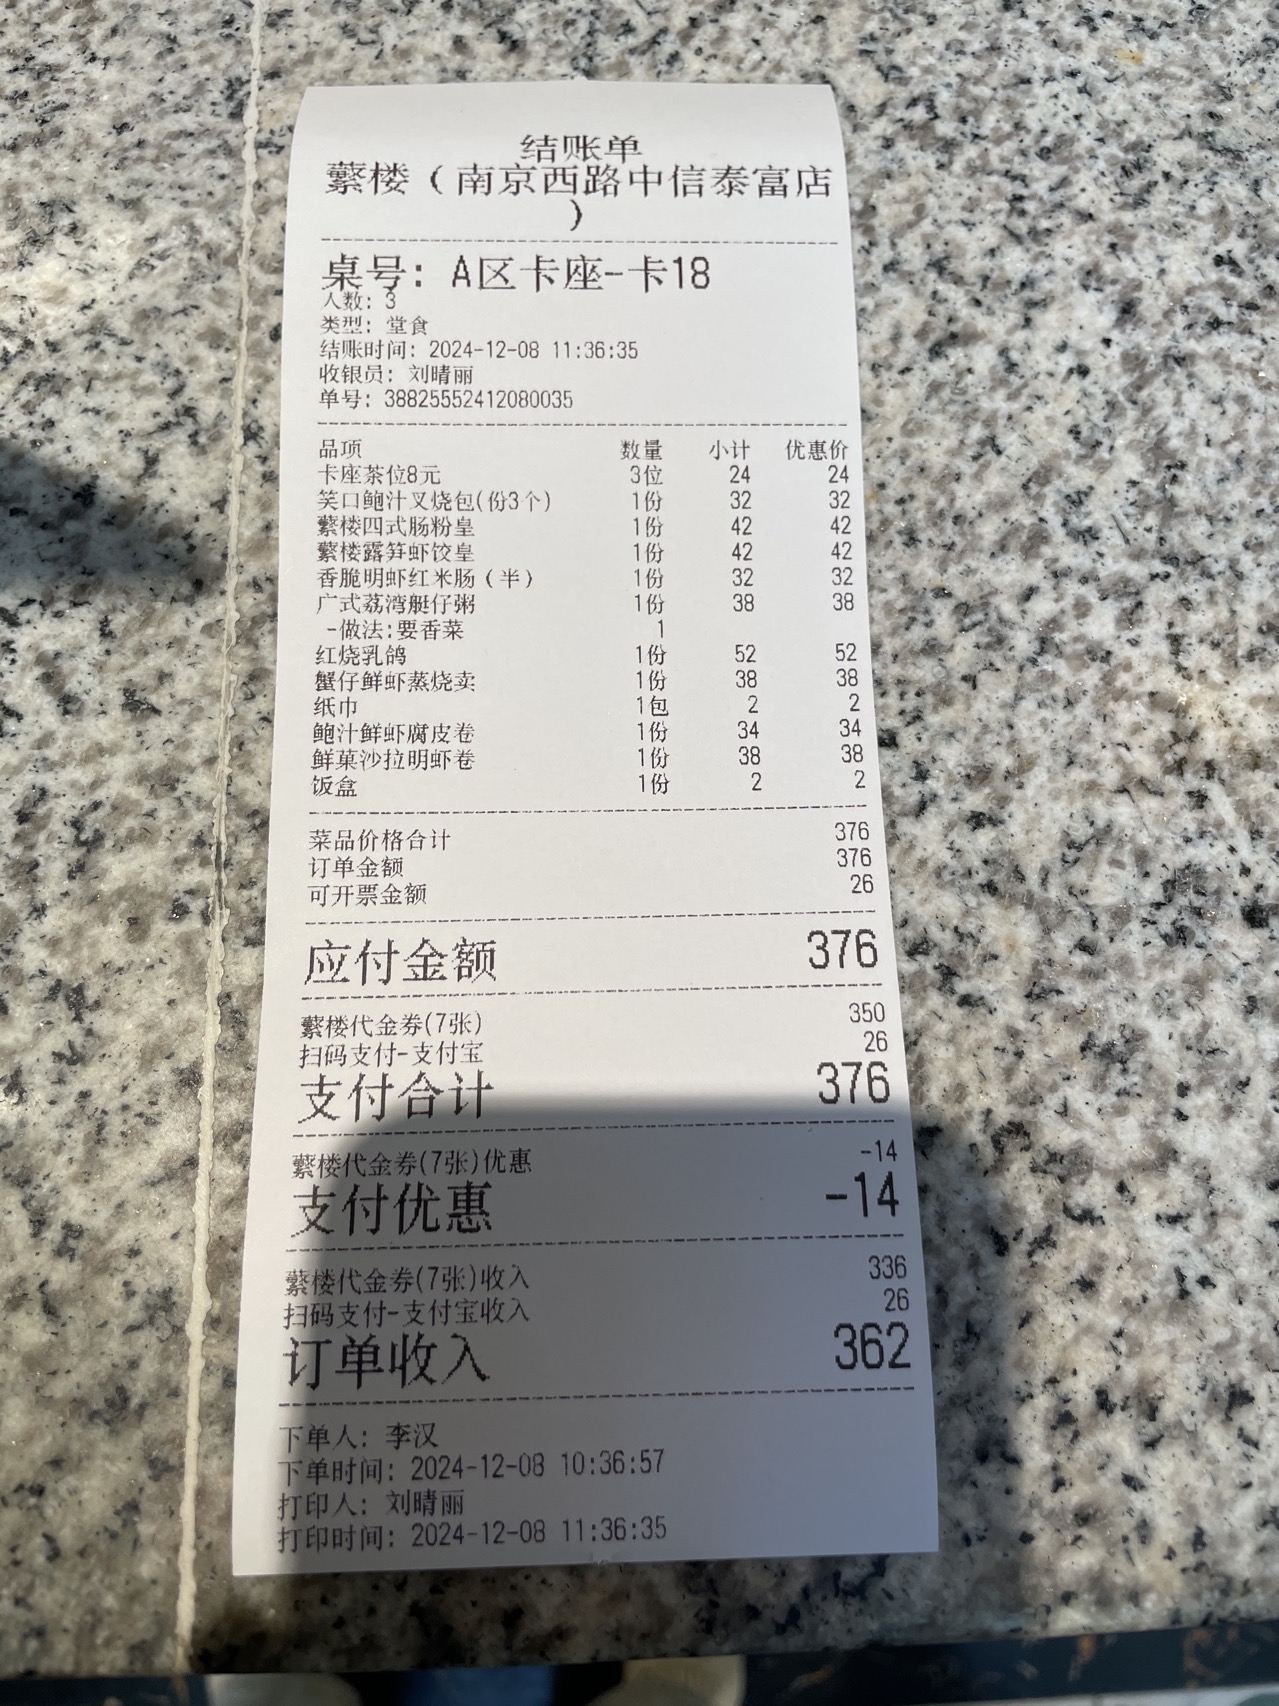 结账单
蘩楼（南京西路中信泰富店
）
桌号: A区卡座-卡18
人数: 3
类型: 堂食
结账时间: 2024-12-08 11:36:35
收银员: 刘晴丽
单号: 38825552412080035
品项 数量 小计 优惠价
卡座茶位8元 3位 24 24
笑口鲍汁叉烧包(份3个) 1份 32 32
蘩楼四式肠粉皇 1份 42 42
蘩楼露笋虾饺皇 1份 42 42
香脆明虾红米肠（半） 1份 32 32
广式荔湾艇仔粥 1份 38 38
-做法:要香菜 1
红烧乳鸽 1份 52 52
蟹仔鲜虾蒸烧卖 1份 38 38
纸巾 1包 2 2
鲍汁鲜虾腐皮卷 1份 34 34
鲜菓沙拉明虾卷 1份 38 38
饭盒 1份 2 2
菜品价格合计 376
订单金额 376
可开票金额 26
应付金额 376
蘩楼代金券(7张) 350
扫码支付-支付宝 26
支付合计 376
蘩楼代金券(7张)优惠 -14
支付优惠 -14
蘩楼代金券(7张)收入 336
扫码支付-支付宝收入 26
订单收入 362
下单人: 李汉
下单时间: 2024-12-08 10:36:57
打印人: 刘晴丽
打印时间: 2024-12-08 11:36:35